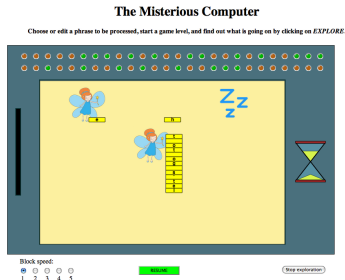 The Misterious Computer
Choose or edit a phrase to be processed, start a game level, and find out what is going on by clicking on EXPLORE.
Z Z
Z
Block speed:
RESUME
Stop exploration
1 2 3 4 5